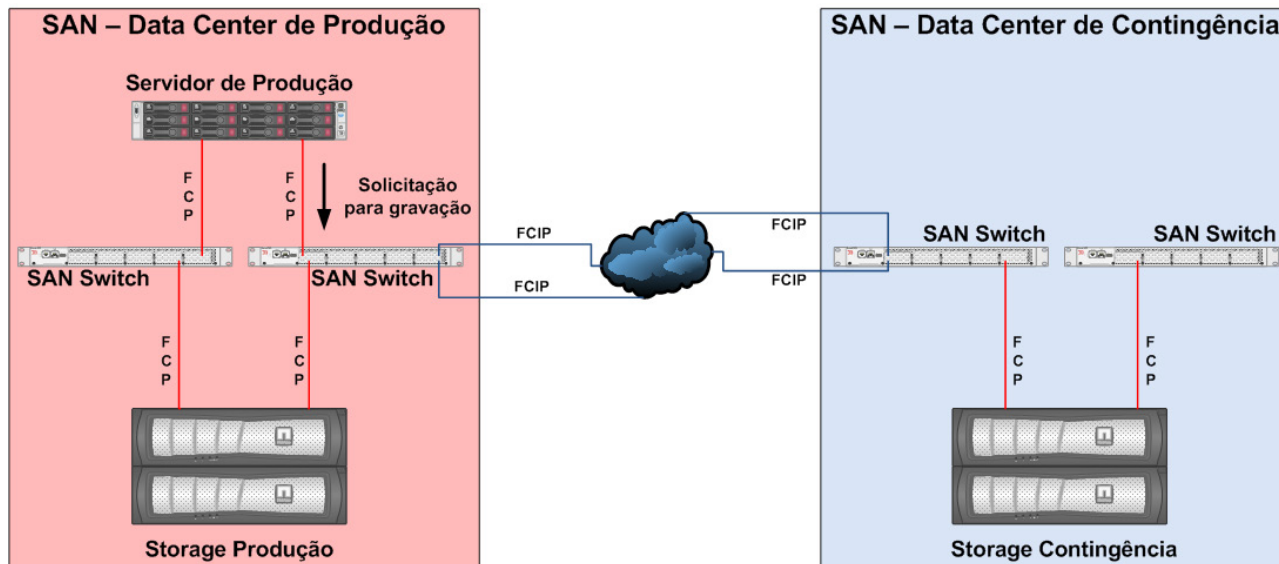 SAN – Data Center de Produção
SAN – Data Center de Contingência
Servidor de Produção
F
C
P
F
C
P
Solicitação
para gravação
SAN Switch
SAN Switch
FCIP
FCIP
FCIP
FCIP
SAN Switch
SAN Switch
F
C
P
F
C
P
F
C
P
F
C
P
Storage Produção
Storage Contingência